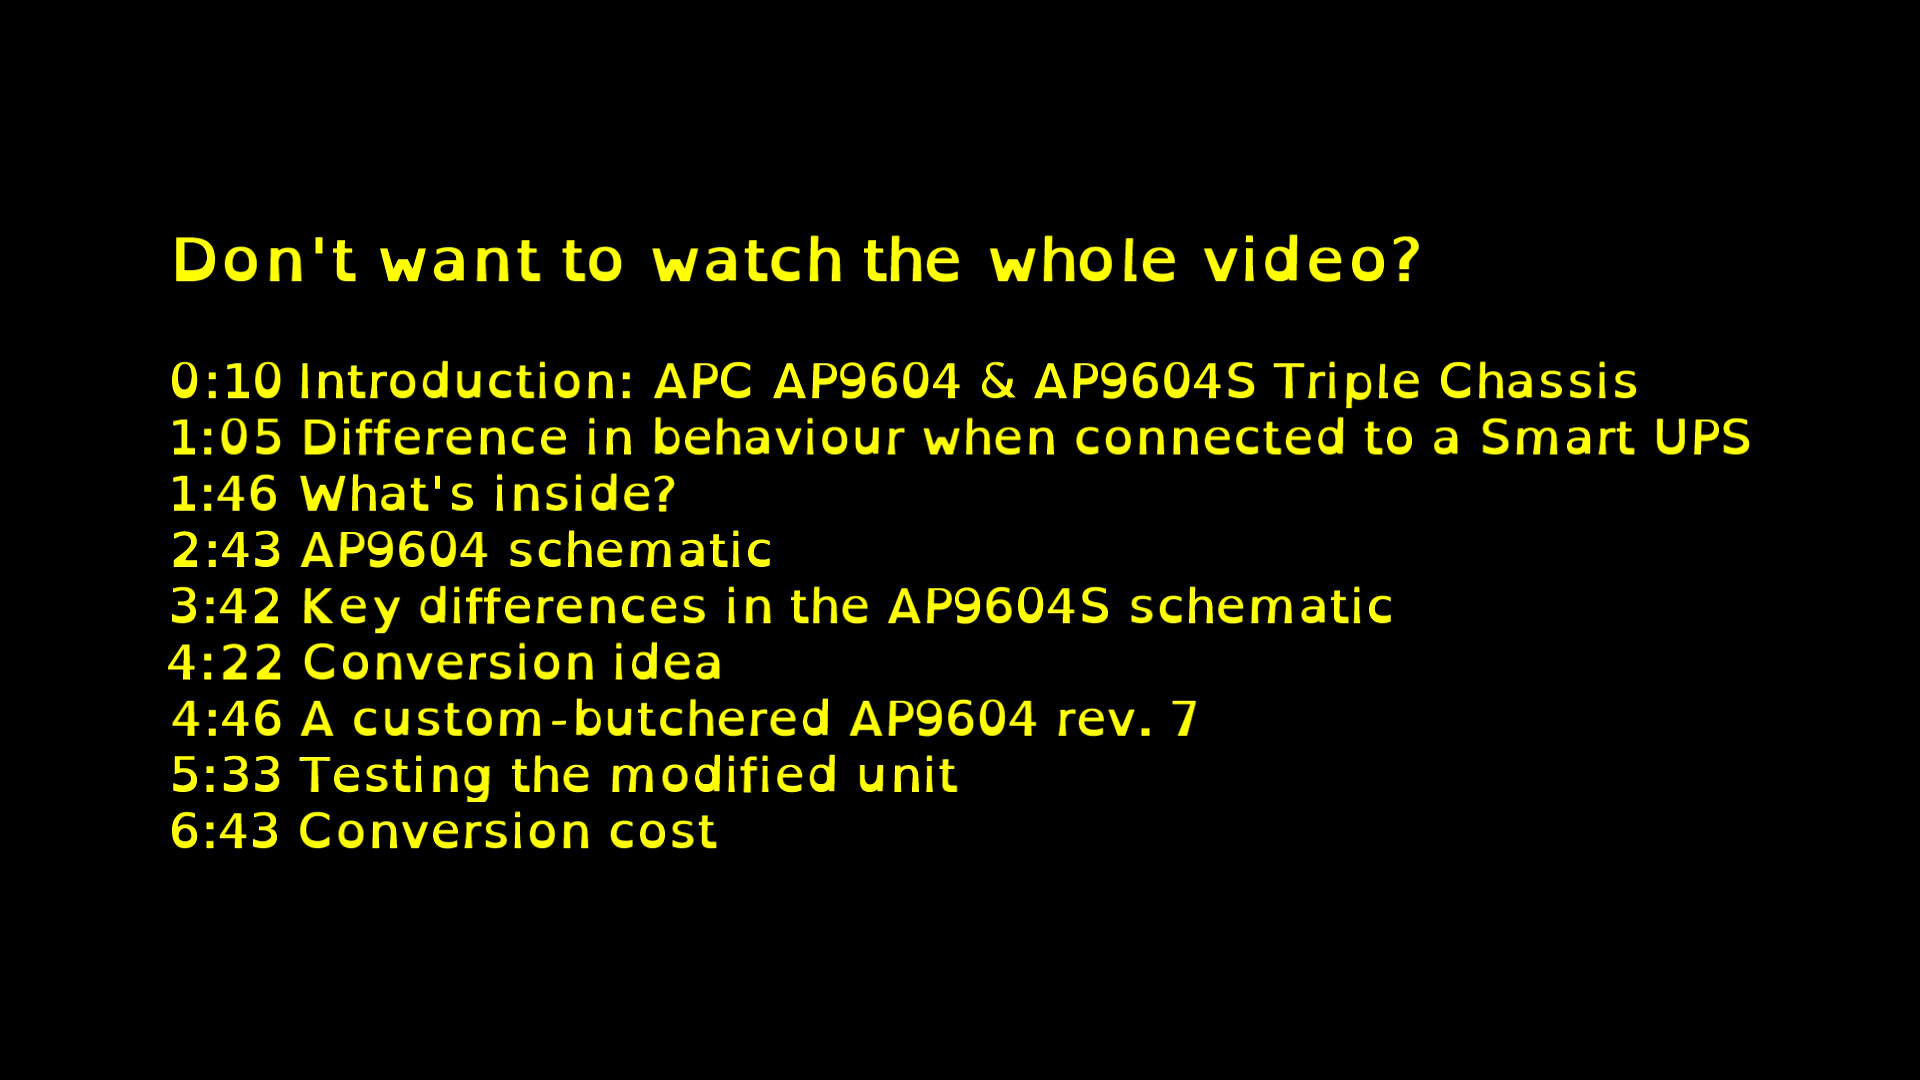 Don't want to watch the whole video?
0:10 Introduction: APC AP9604 & AP9604S Triple Chassis
1:05 Difference in behaviour when connected to a Smart UPS
1:46 What's inside?
2:43 AP9604 schematic
3:42 Key differences in the AP9604S schematic
4:22 Conversion idea
4:46 A custom-butchered AP9604 rev. 7
5:33 Testing the modified unit
6:43 Conversion cost